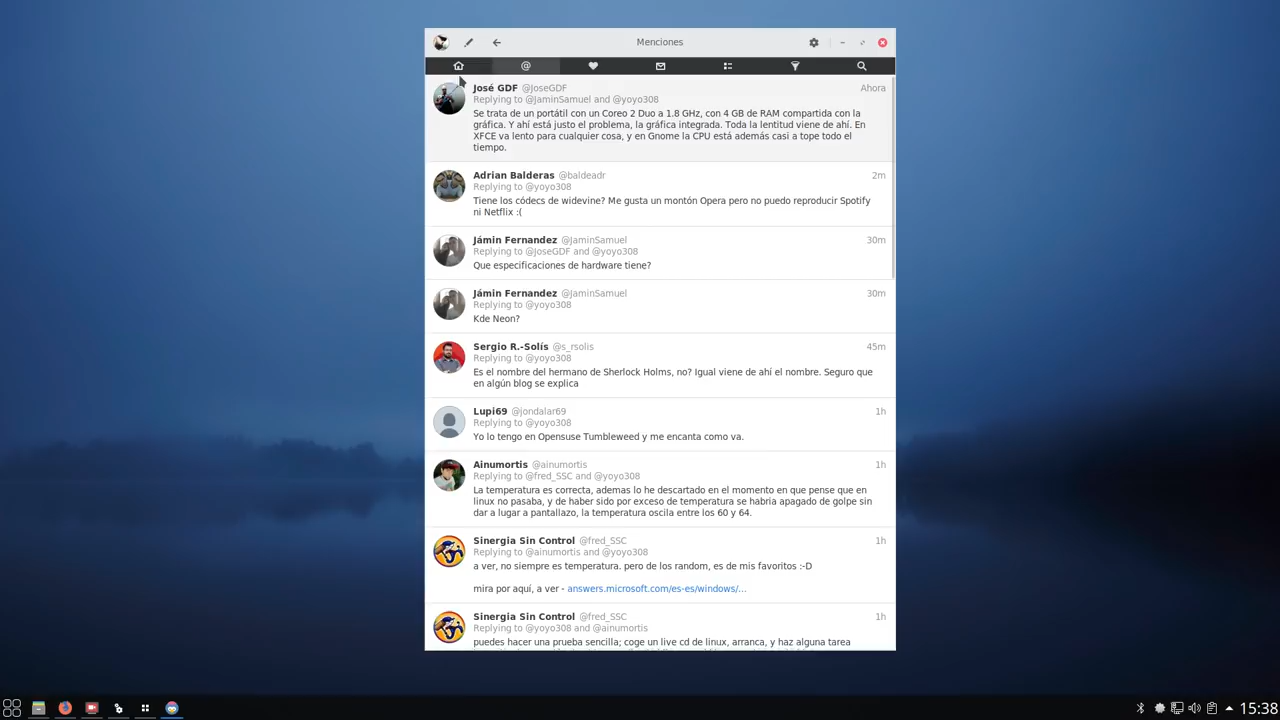 Menciones
@
José GDF @JoseGDF Ahora
Replying to @JaminSamuel and @yoyo308
Se trata de un portátil con un Coreo 2 Duo a 1.8 GHz, con 4 GB de RAM compartida con la
gráfica. Y ahí está justo el problema, la gráfica integrada. Toda la lentitud viene de ahí. En
XFCE va lento para cualquier cosa, y en Gnome la CPU está además casi a tope todo el
tiempo.
Adrian Balderas @baldeadr 2m
Replying to @yoyo308
Tiene los códecs de widevine? Me gusta un montón Opera pero no puedo reproducir Spotify
ni Netflix :(
Jámin Fernandez @JaminSamuel 30m
Replying to @JoseGDF and @yoyo308
Que especificaciones de hardware tiene?
Jámin Fernandez @JaminSamuel 30m
Replying to @yoyo308
Kde Neon?
Sergio R.-Solís @s_rsolis 45m
Replying to @yoyo308
Es el nombre del hermano de Sherlock Holms, no? Igual viene de ahí el nombre. Seguro que
en algún blog se explica
Lupi69 @jondalar69 1h
Replying to @yoyo308
Yo lo tengo en Opensuse Tumbleweed y me encanta como va.
Ainumortis @ainumortis 1h
Replying to @fred_SSC and @yoyo308
La temperatura es correcta, ademas lo he descartado en el momento en que pense que en
linux no pasaba, y de haber sido por exceso de temperatura se habria apagado de golpe sin
dar a lugar a pantallazo, la temperatura oscila entre los 60 y 64.
Sinergia Sin Control @fred_SSC 1h
Replying to @ainumortis and @yoyo308
a ver, no siempre es temperatura. pero de los random, es de mis favoritos :-D
mira por aquí, a ver - answers.microsoft.com/es-es/windows/…
Sinergia Sin Control @fred_SSC 1h
Replying to @yoyo308 and @ainumortis
puedes hacer una prueba sencilla; coge un live cd de linux, arranca, y haz alguna tarea
15:38